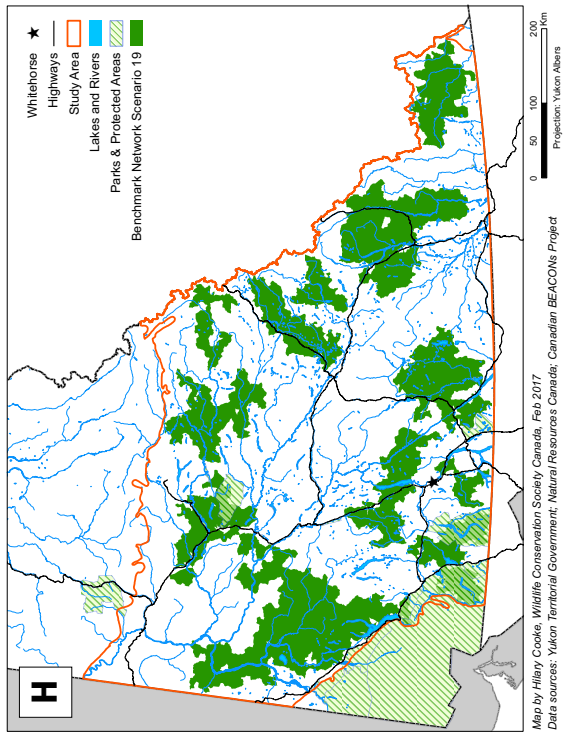 H
Whitehorse
Highways
Study Area
Lakes and Rivers
Parks & Protected Areas
Benchmark Network Scenario 19
0 50 100 200
Km
Projection: Yukon Albers
Map by Hilary Cooke, Wildlife Conservation Society Canada, Feb 2017
Data sources: Yukon Territorial Government; Natural Resources Canada; Canadian BEACONs Project